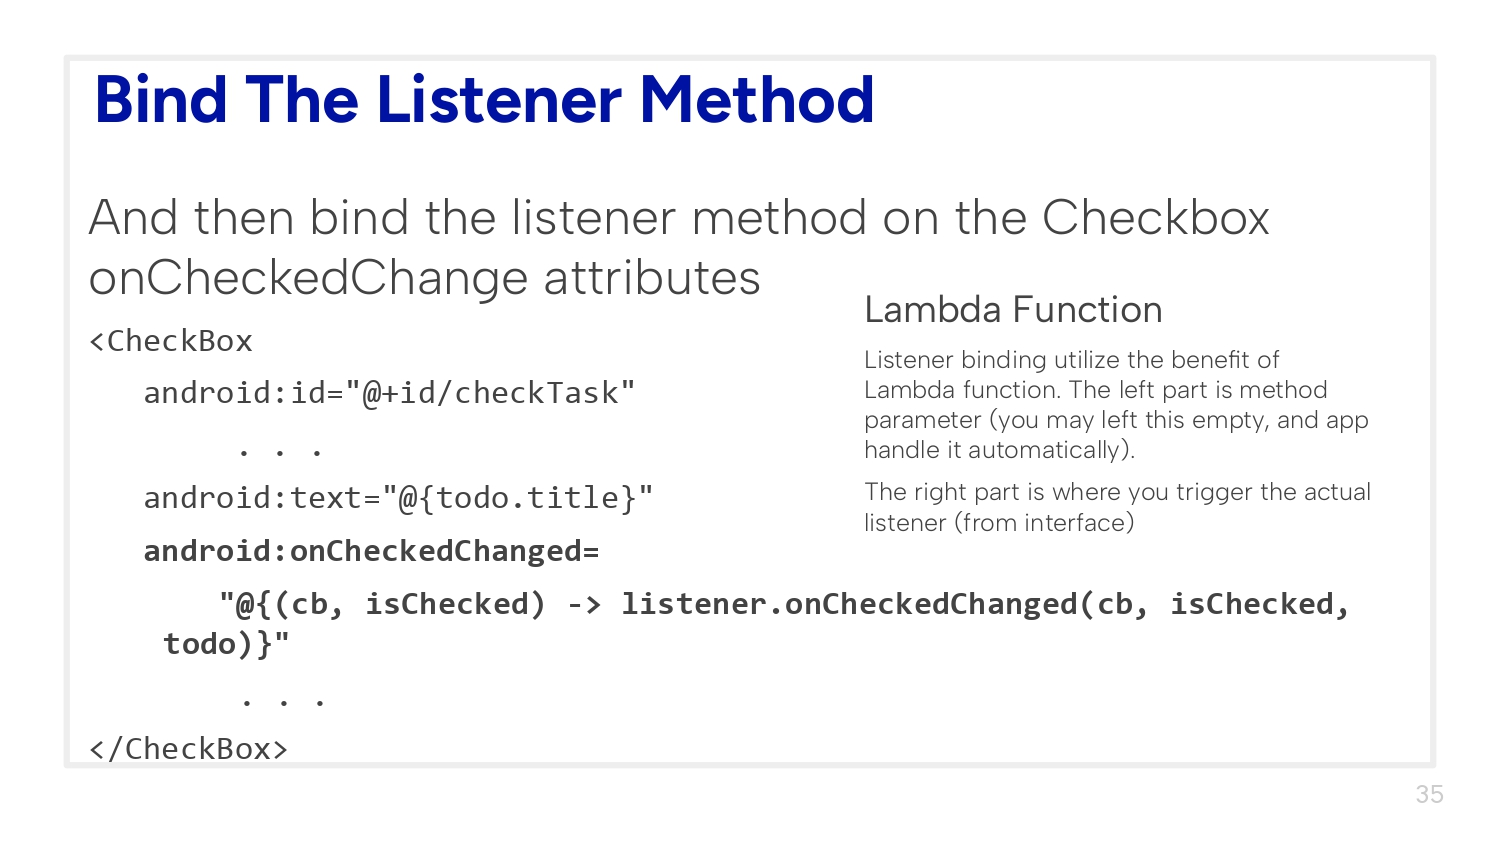 Bind The Listener Method
And then bind the listener method on the Checkbox
onCheckedChange attributes
<CheckBox
android:id="@+id/checkTask"
. . .
android:text="@{todo.title}"
android:onCheckedChanged=
"@{(cb, isChecked) -> listener.onCheckedChanged(cb, isChecked,
todo)}"
. . .
</CheckBox>
Lambda Function
Listener binding utilize the benefit of
Lambda function. The left part is method
parameter (you may left this empty, and app
handle it automatically).
The right part is where you trigger the actual
listener (from interface)
35